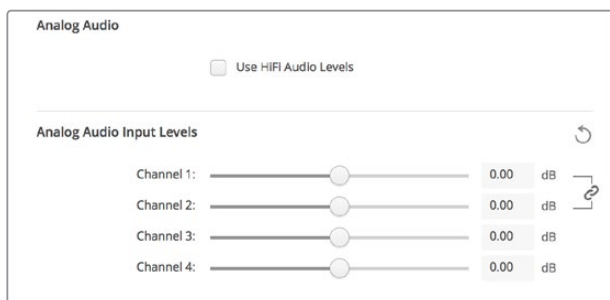 Analog Audio
Use HiFi Audio Levels
Analog Audio Input Levels
Channel 1: 0.00 dB
Channel 2: 0.00 dB
Channel 3: 0.00 dB
Channel 4: 0.00 dB